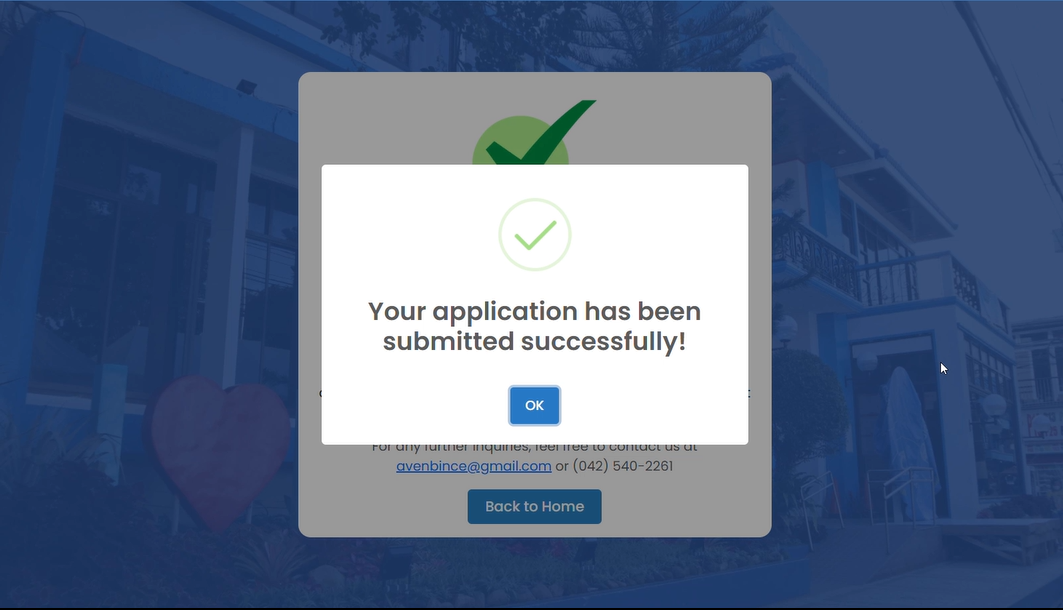 Your application has been
submitted successfully!
OK
For any further inquiries, feel free to contact us at
avenbince@gmail.com or (042) 540-2261
Back to Home